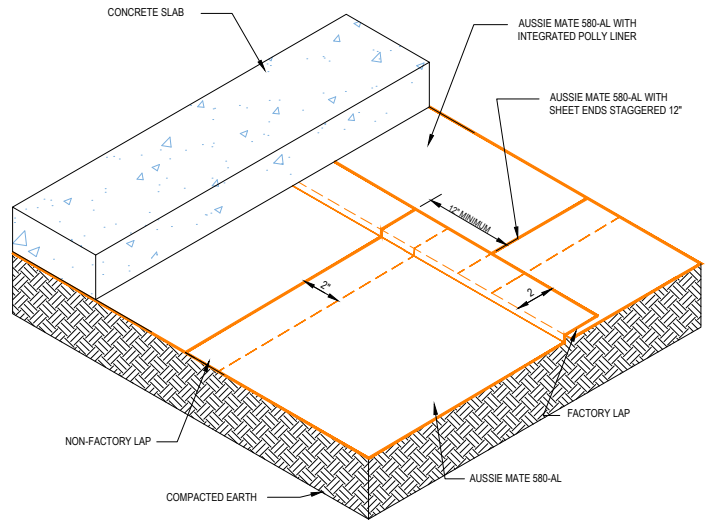 CONCRETE SLAB
AUSSIE MATE 580-AL WITH
INTEGRATED POLLY LINER
AUSSIE MATE 580-AL WITH
SHEET ENDS STAGGERED 12"
12" MINIMUM
2"
2
NON-FACTORY LAP
FACTORY LAP
COMPACTED EARTH
AUSSIE MATE 580-AL